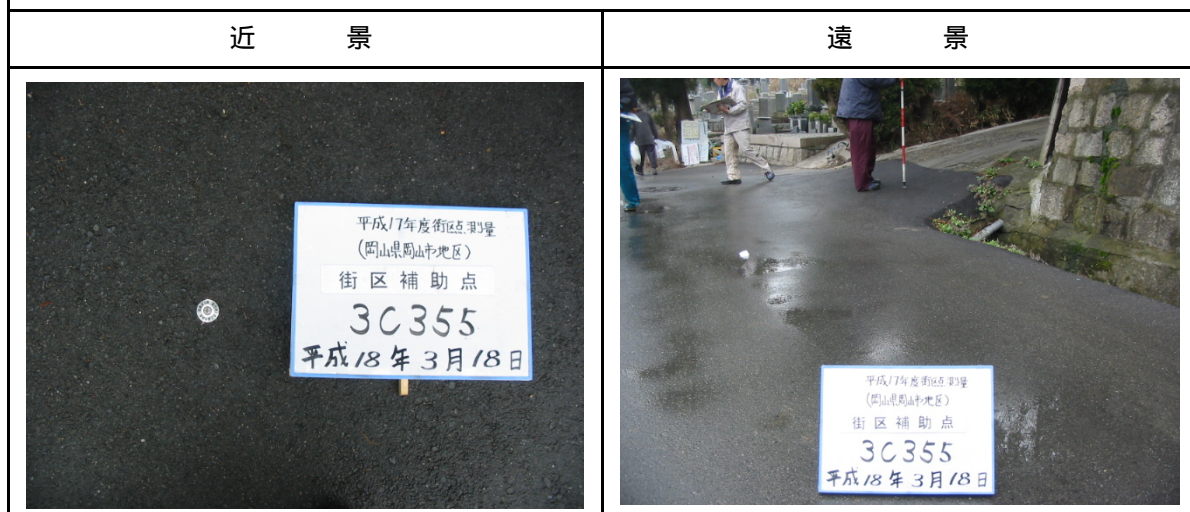 近景
遠景
平成17年度街区点測量
(岡山県岡山市地区)
街区補助点
3C355
平成18年3月18日
平成17年度街区点測量
(岡山県岡山市地区)
街区補助点
3C355
平成18年3月18日